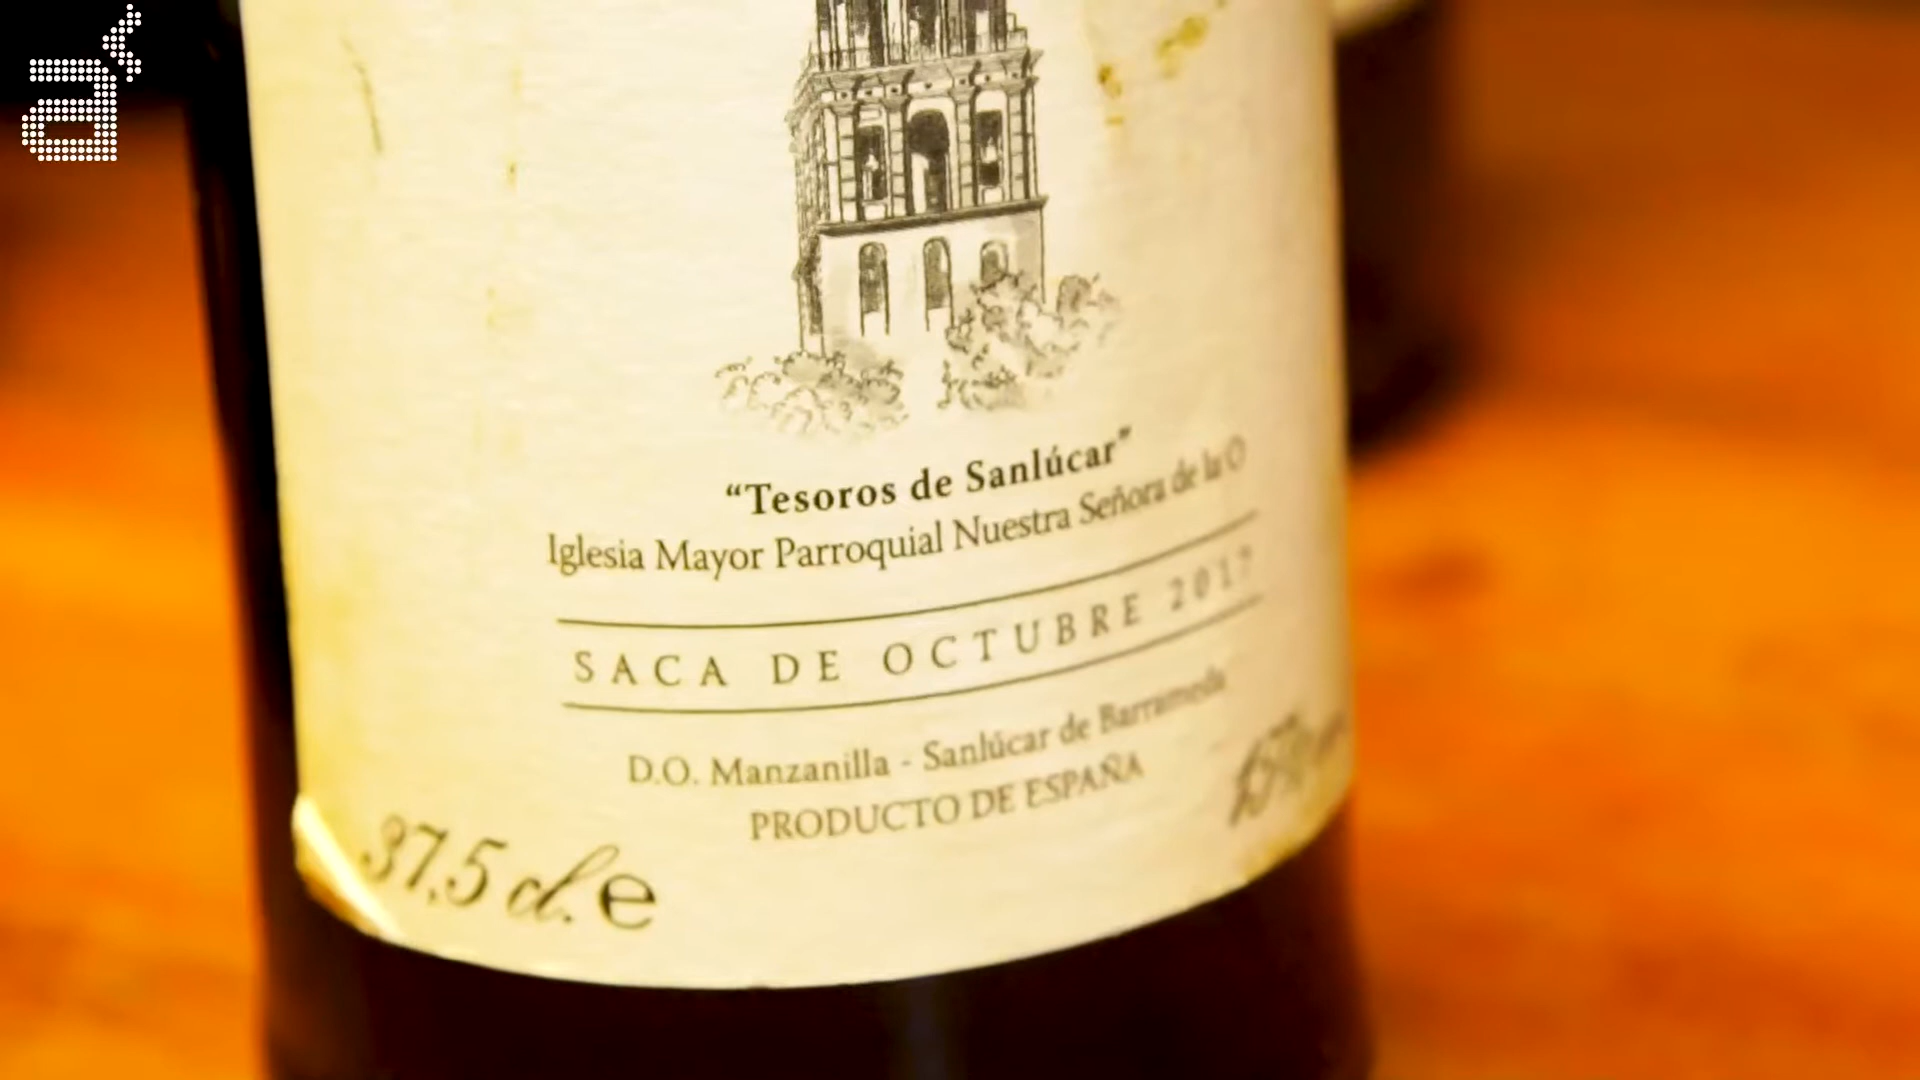 a
“Tesoros de Sanlúcar”
Iglesia Mayor Parroquial Nuestra Señora de la O
SACA DE OCTUBRE 2017
D.O. Manzanilla - Sanlúcar de Barrameda
PRODUCTO DE ESPAÑA
37,5 cl. e